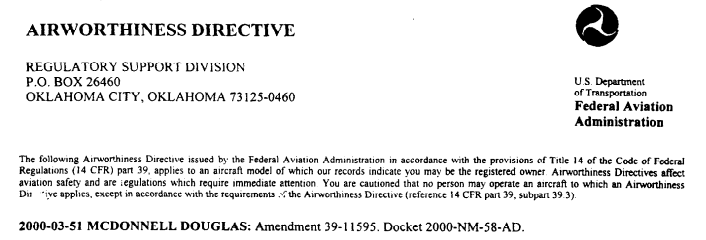 AIRWORTHINESS DIRECTIVE
REGULATORY SUPPORT DIVISION
P.O. BOX 26460
OKLAHOMA CITY, OKLAHOMA 73125-0460
U.S. Department
of Transportation
Federal Aviation
Administration
The following Airworthiness Directive issued by the Federal Aviation Administration in accordance with the provisions of Title 14 of the Code of Federal
Regulations (14 CFR) part 39, applies to an aircraft model of which our records indicate you may be the registered owner. Airworthiness Directives affect
aviation safety and are regulations which require immediate attention. You are cautioned that no person may operate an aircraft to which an Airworthiness
applies, except in accordance with the requirements of the Airworthiness Directive (reference 14 CFR part 39, subpart 39.3).
2000-03-51 MCDONNELL DOUGLAS: Amendment 39-11595. Docket 2000-NM-58-AD.